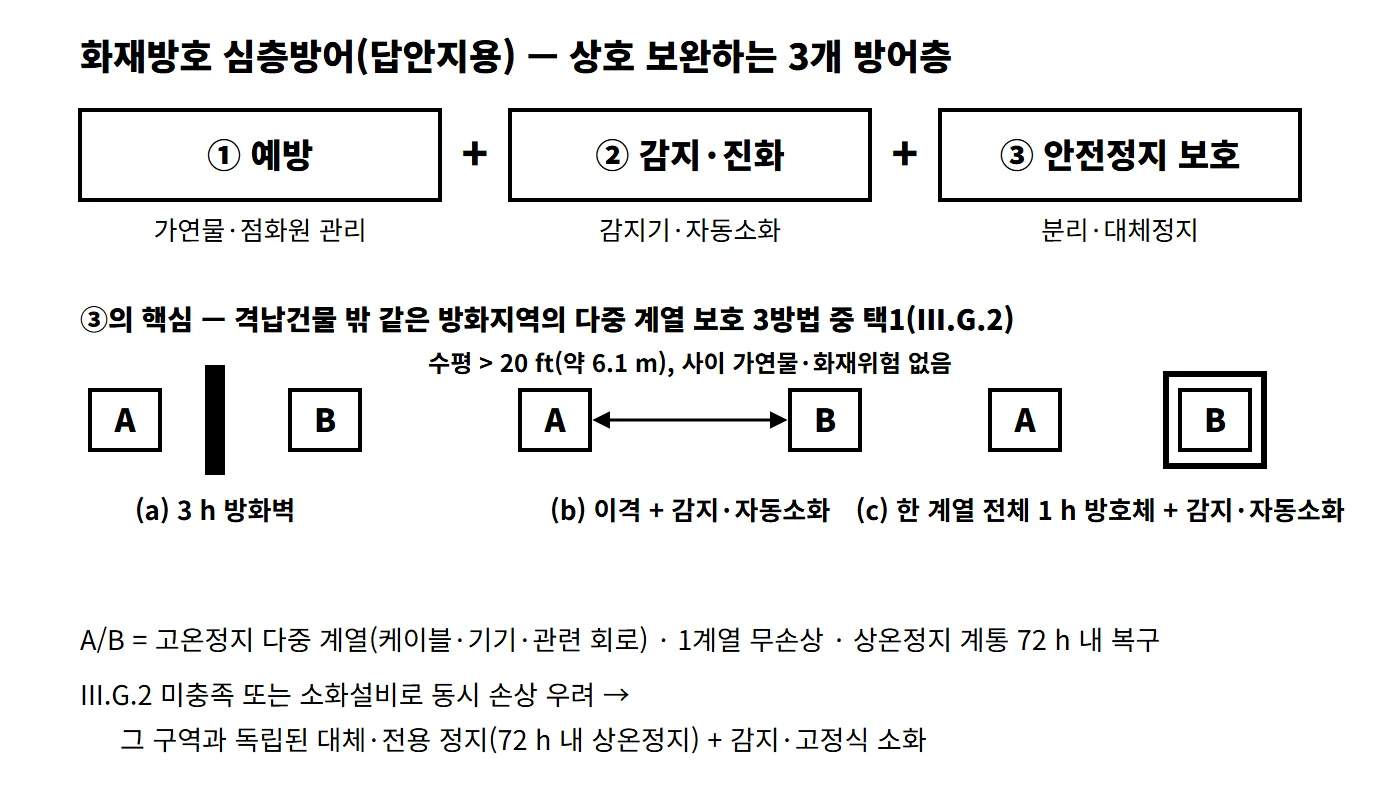 화재방호 심층방어(답안지용) — 상호 보완하는 3개 방어층
① 예방 + ② 감지·진화 + ③ 안전정지 보호
가연물·점화원 관리
감지기·자동소화
분리·대체정지
③의 핵심 — 격납건물 밖 같은 방화지역의 다중 계열 보호 3방법 중 택1(III.G.2)
수평 > 20 ft(약 6.1 m), 사이 가연물·화재위험 없음
A B
A B
A B
(a) 3 h 방화벽
(b) 이격 + 감지·자동소화
(c) 한 계열 전체 1 h 방호체 + 감지·자동소화
A/B = 고온정지 다중 계열(케이블·기기·관련 회로) · 1계열 무손상 · 상온정지 계통 72 h 내 복구
III.G.2 미충족 또는 소화설비로 동시 손상 우려 →
그 구역과 독립된 대체·전용 정지(72 h 내 상온정지) + 감지·고정식 소화